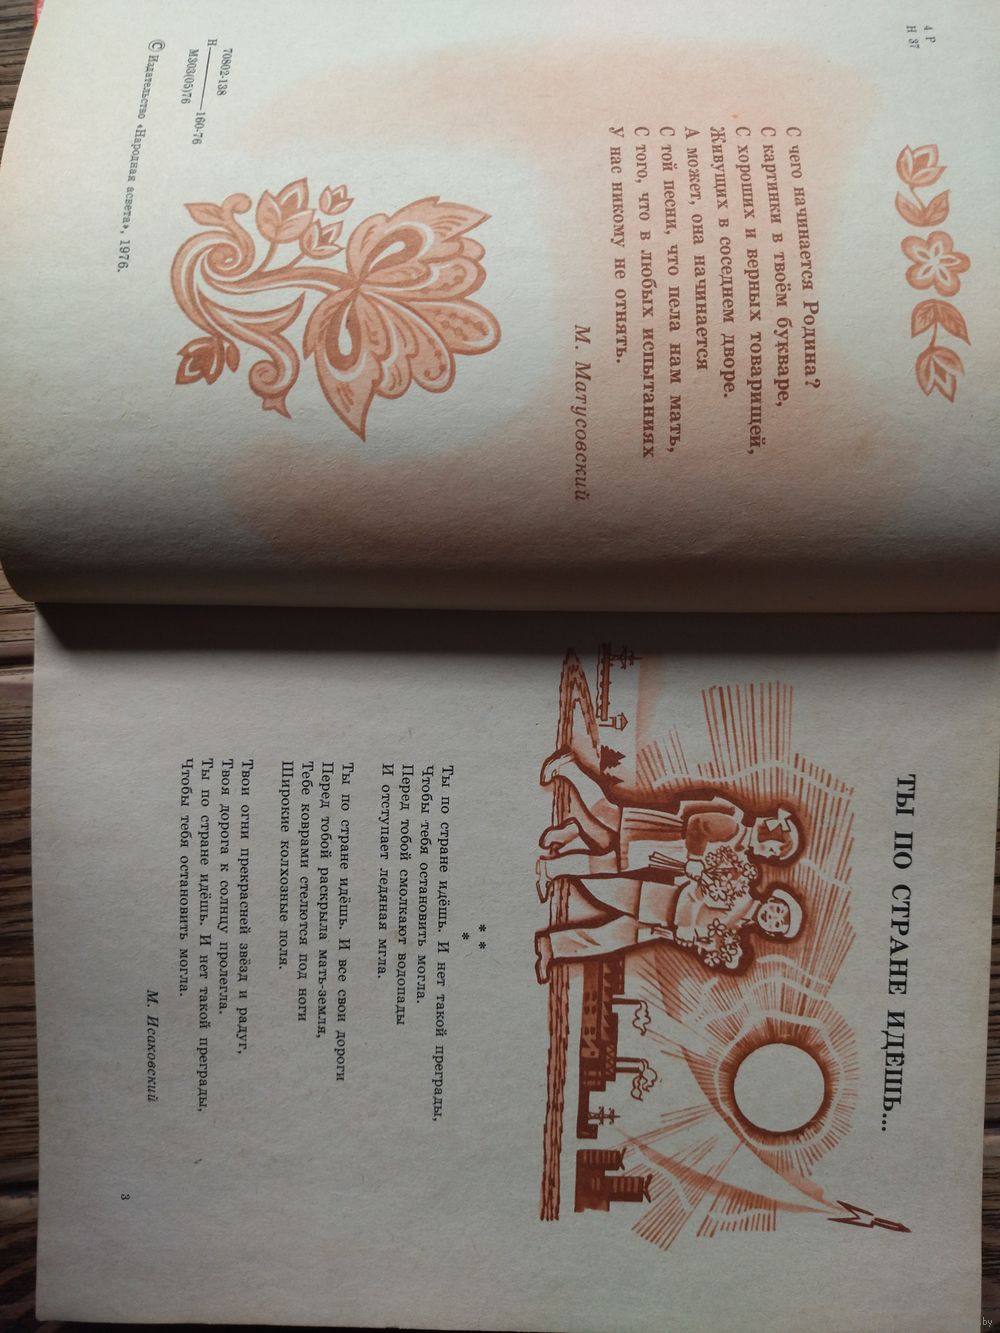 4 Р
Н 37
С чего начинается Родина?
С картинки в твоём букваре,
С хороших и верных товарищей,
Живущих в соседнем дворе.
А может, она начинается
С той песни, что пела нам мать,
С того, что в любых испытаниях
У нас никому не отнять.
М. Матусовский
70802-138
Н———160-76
М303(05)76
© Издательство «Народная асвета», 1976.
ТЫ ПО СТРАНЕ ИДЁШЬ...
* *
*
Ты по стране идёшь. И нет такой преграды,
Чтобы тебя остановить могла.
Перед тобой смолкают водопады
И отступает ледяная мгла.
Ты по стране идёшь. И все свои дороги
Перед тобой раскрыла мать-земля,
Тебе коврами стелются под ноги
Широкие колхозные поля.
Твои огни прекрасней звёзд и радуг,
Твоя дорога к солнцу пролегла.
Ты по стране идёшь. И нет такой преграды,
Чтобы тебя остановить могла.
М. Исаковский
3